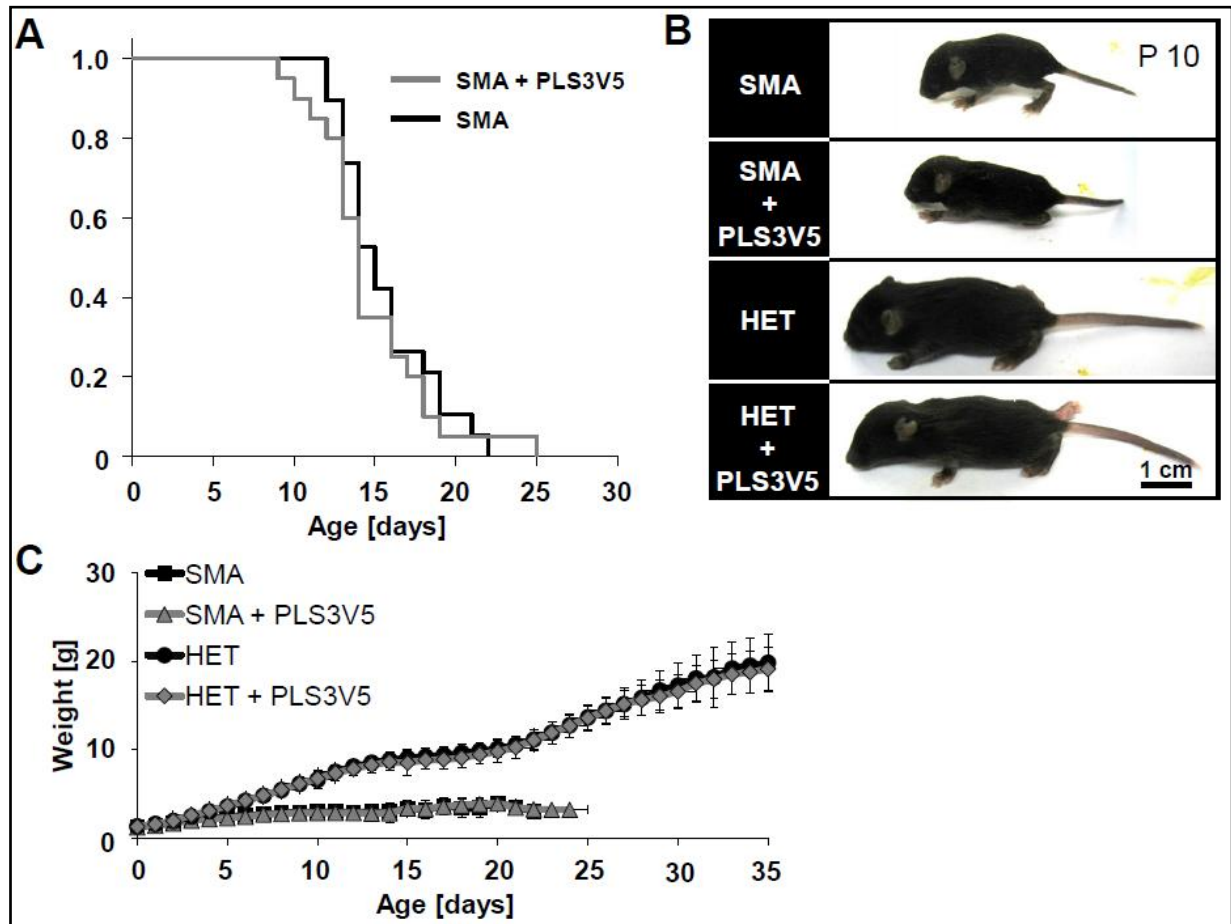 A
1.0
0.8
0.6
0.4
0.2
0
0 5 10 15 20 25 30
Age [days]
SMA + PLS3V5
SMA
B
P 10
SMA
SMA
+
PLS3V5
HET
HET
+
PLS3V5
1 cm
C
Weight [g]
30
20
10
0
SMA
SMA + PLS3V5
HET
HET + PLS3V5
0 5 10 15 20 25 30 35
Age [days]